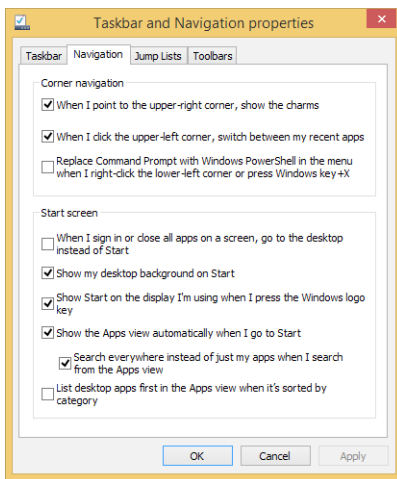 Taskbar and Navigation properties
Taskbar Navigation Jump Lists Toolbars
Corner navigation
When I point to the upper-right corner, show the charms
When I click the upper-left corner, switch between my recent apps
Replace Command Prompt with Windows PowerShell in the menu
when I right-click the lower-left corner or press Windows key+X
Start screen
When I sign in or close all apps on a screen, go to the desktop
instead of Start
Show my desktop background on Start
Show Start on the display I'm using when I press the Windows logo
key
Show the Apps view automatically when I go to Start
Search everywhere instead of just my apps when I search
from the Apps view
List desktop apps first in the Apps view when it's sorted by
category
OK Cancel Apply